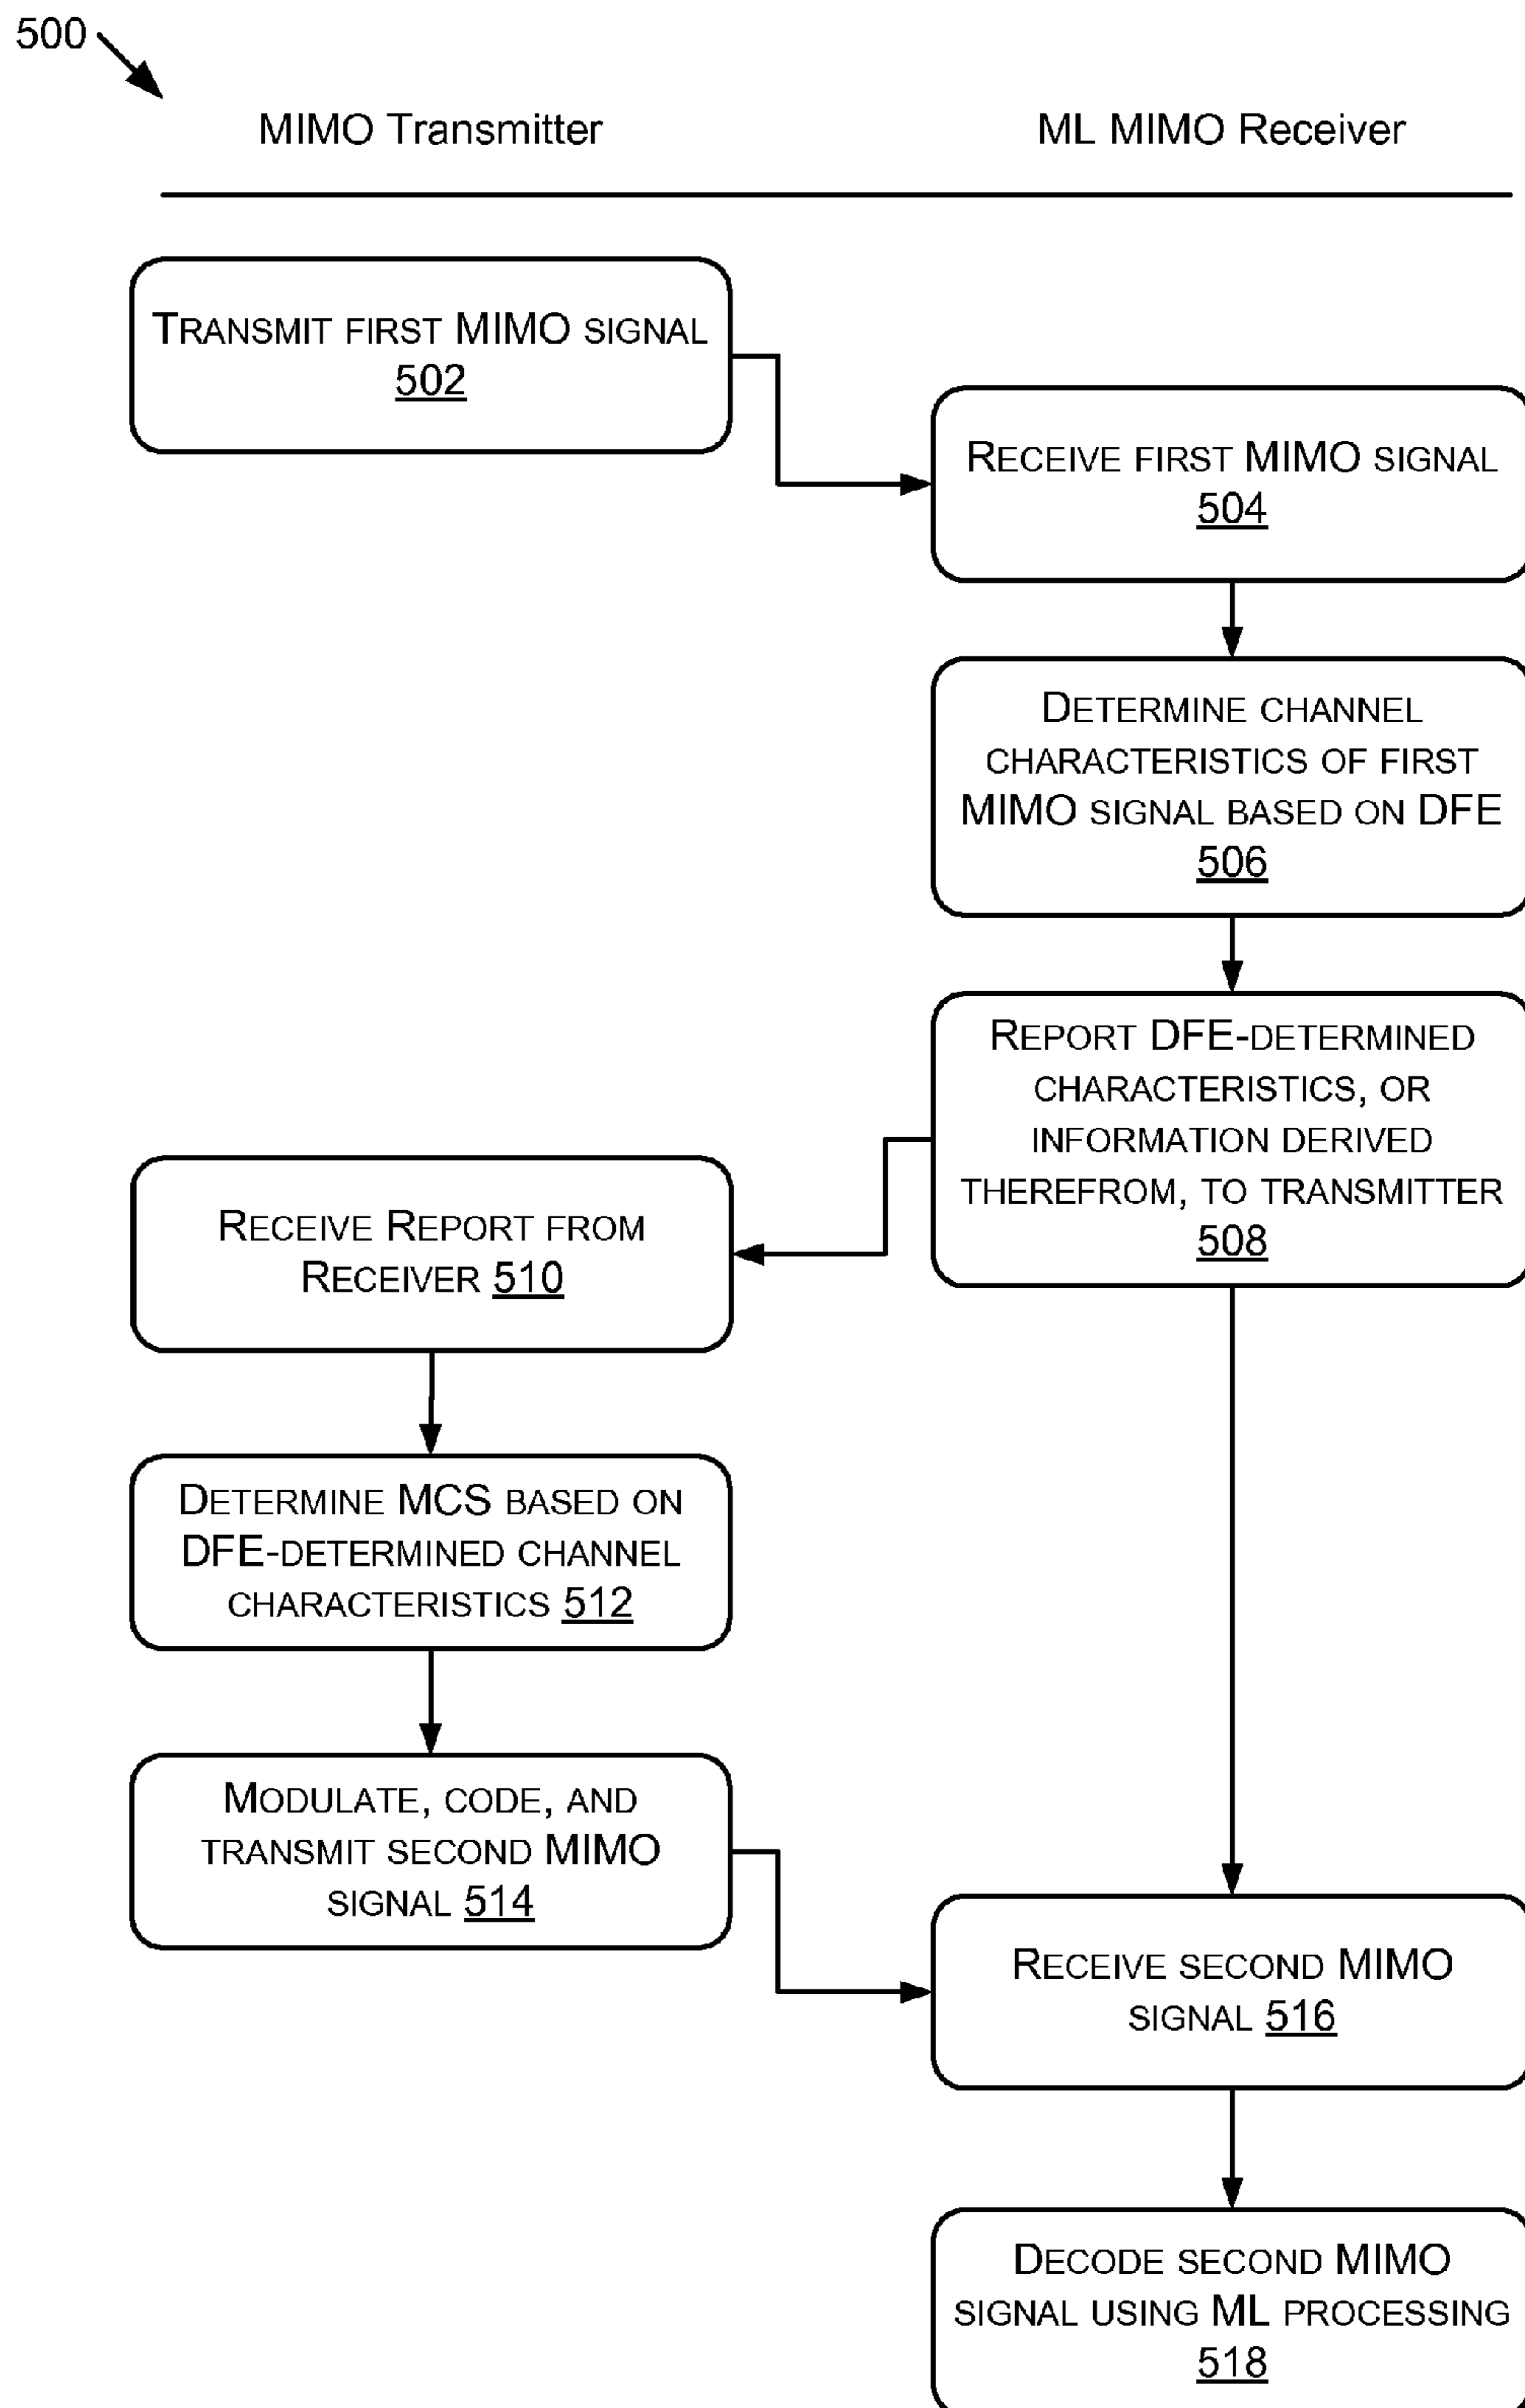 500
MIMO Transmitter
ML MIMO Receiver
TRANSMIT FIRST MIMO SIGNAL
502
RECEIVE FIRST MIMO SIGNAL
504
DETERMINE CHANNEL
CHARACTERISTICS OF FIRST
MIMO SIGNAL BASED ON DFE
506
REPORT DFE-DETERMINED
CHARACTERISTICS, OR
INFORMATION DERIVED
THEREFROM, TO TRANSMITTER
508
RECEIVE REPORT FROM
RECEIVER 510
DETERMINE MCS BASED ON
DFE-DETERMINED CHANNEL
CHARACTERISTICS 512
MODULATE, CODE, AND
TRANSMIT SECOND MIMO
SIGNAL 514
RECEIVE SECOND MIMO
SIGNAL 516
DECODE SECOND MIMO
SIGNAL USING ML PROCESSING
518